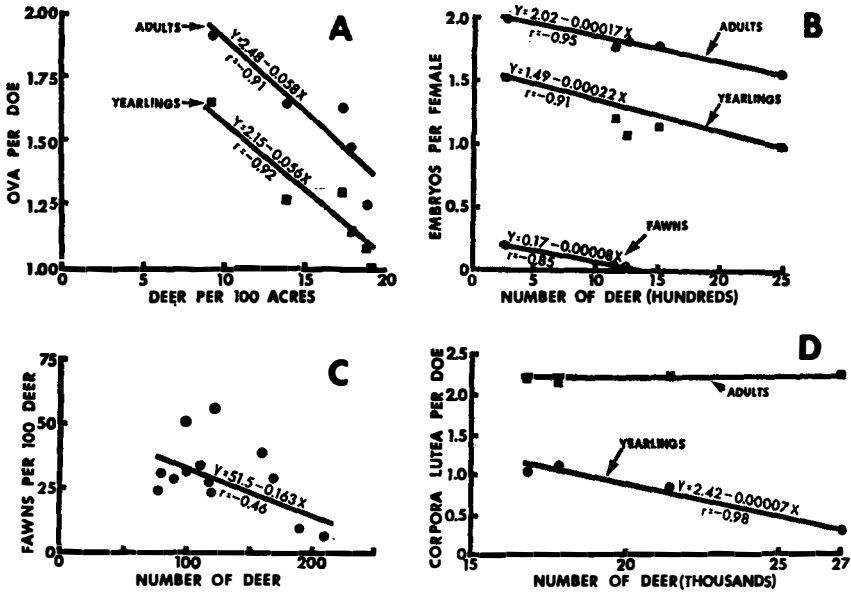 A
OVA PER DOE
2.00
1.75
1.50
1.25
1.00
ADULTS
Y=2.48-0.058X
r=-0.91
YEARLINGS
Y=2.15-0.056X
r=-0.92
0 5 10 15 20
DEER PER 100 ACRES
B
EMBRYOS PER FEMALE
2.0
1.5
1.0
0.5
0
Y=2.02-0.00017X
r=-0.95
ADULTS
Y=1.49-0.00022X
r=-0.91
YEARLINGS
FAWNS
Y=0.17-0.00008X
r=-0.85
0 5 10 15 20 25
NUMBER OF DEER (HUNDREDS)
C
FAWNS PER 100 DEER
75
50
25
0
Y=51.5-0.163X
r=-0.46
0 100 200
NUMBER OF DEER
D
CORPORA LUTEA PER DOE
2.5
2.0
1.5
1.0
0.5
0
ADULTS
YEARLINGS
Y=2.42-0.00007X
r=-0.98
15 20 25 27
NUMBER OF DEER (THOUSANDS)